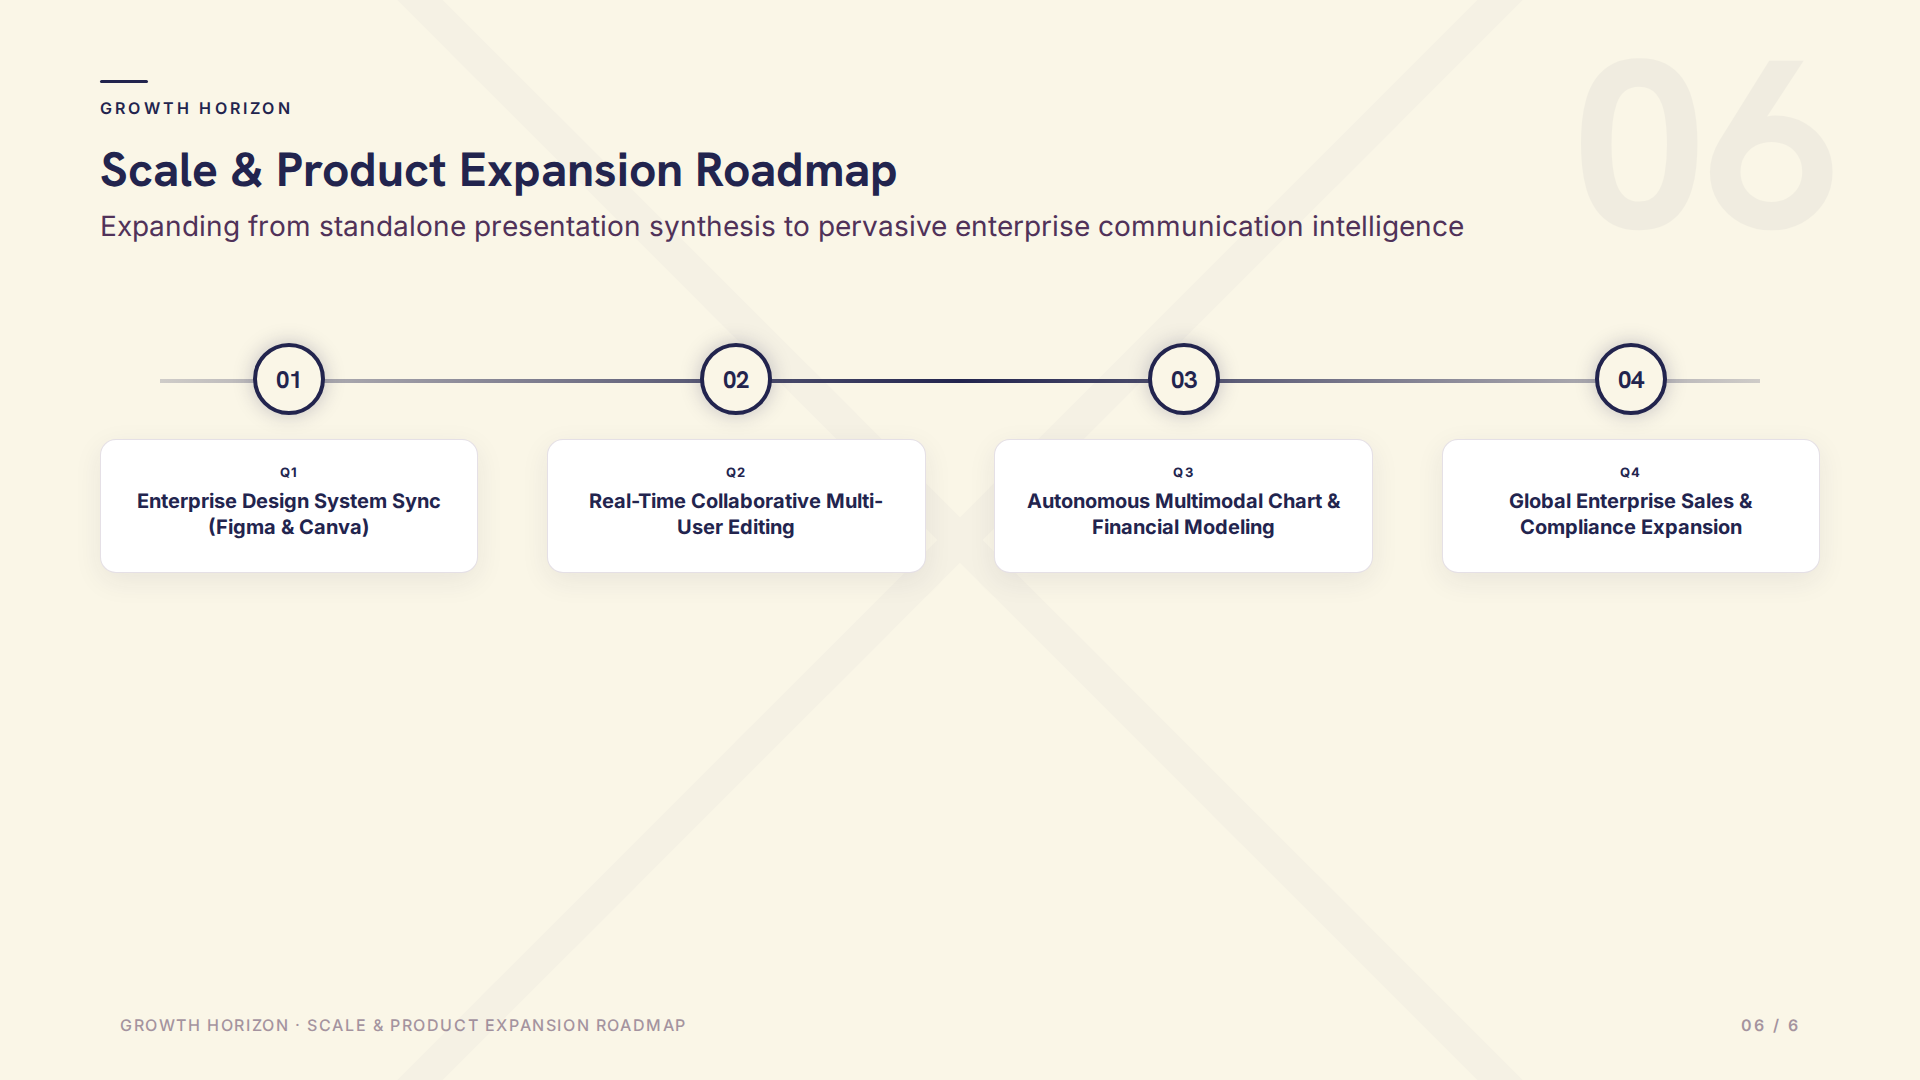 06
GROWTH HORIZON
Scale & Product Expansion Roadmap
Expanding from standalone presentation synthesis to pervasive enterprise communication intelligence
01
02
03
04
Q1
Enterprise Design System Sync
(Figma & Canva)
Q2
Real-Time Collaborative Multi-
User Editing
Q3
Autonomous Multimodal Chart &
Financial Modeling
Q4
Global Enterprise Sales &
Compliance Expansion
GROWTH HORIZON · SCALE & PRODUCT EXPANSION ROADMAP
06 / 6